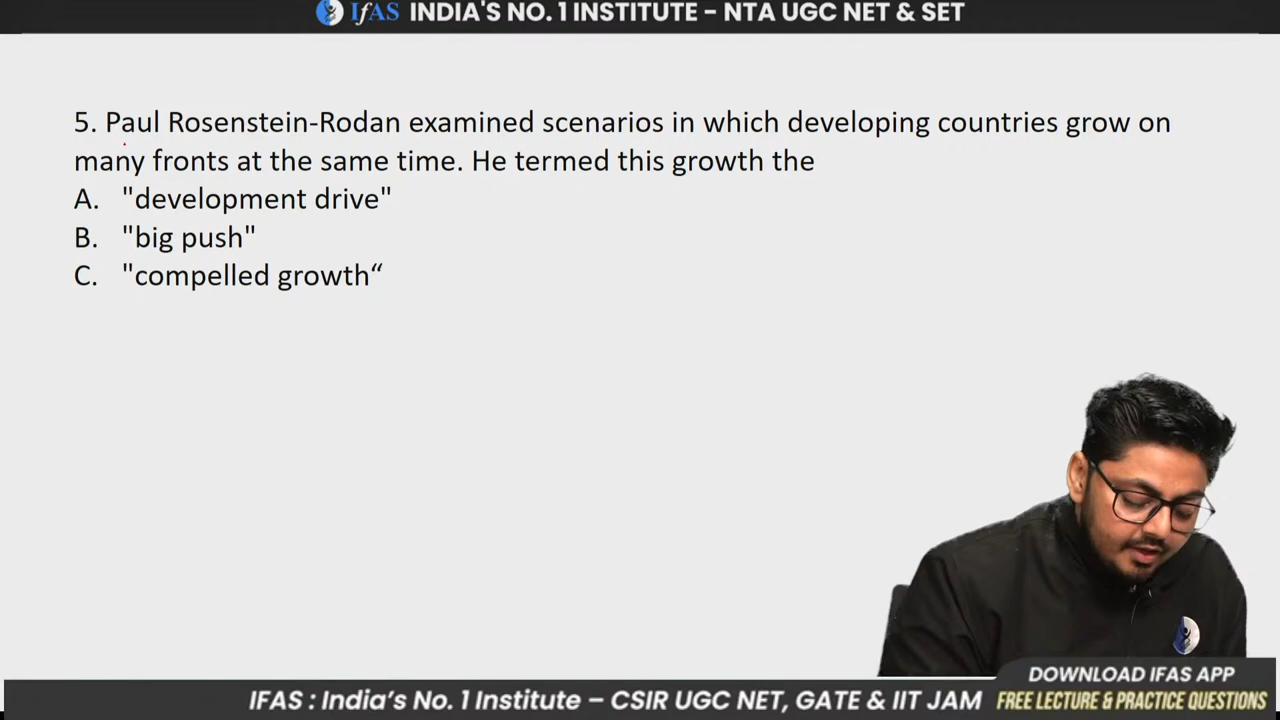 IfAS INDIA'S NO. 1 INSTITUTE – NTA UGC NET & SET
5. Paul Rosenstein-Rodan examined scenarios in which developing countries grow on
many fronts at the same time. He termed this growth the
A. "development drive"
B. "big push"
C. "compelled growth“
DOWNLOAD IFAS APP
IFAS : India’s No. 1 Institute – CSIR UGC NET, GATE & IIT JAM FREE LECTURE & PRACTICE QUESTIONS